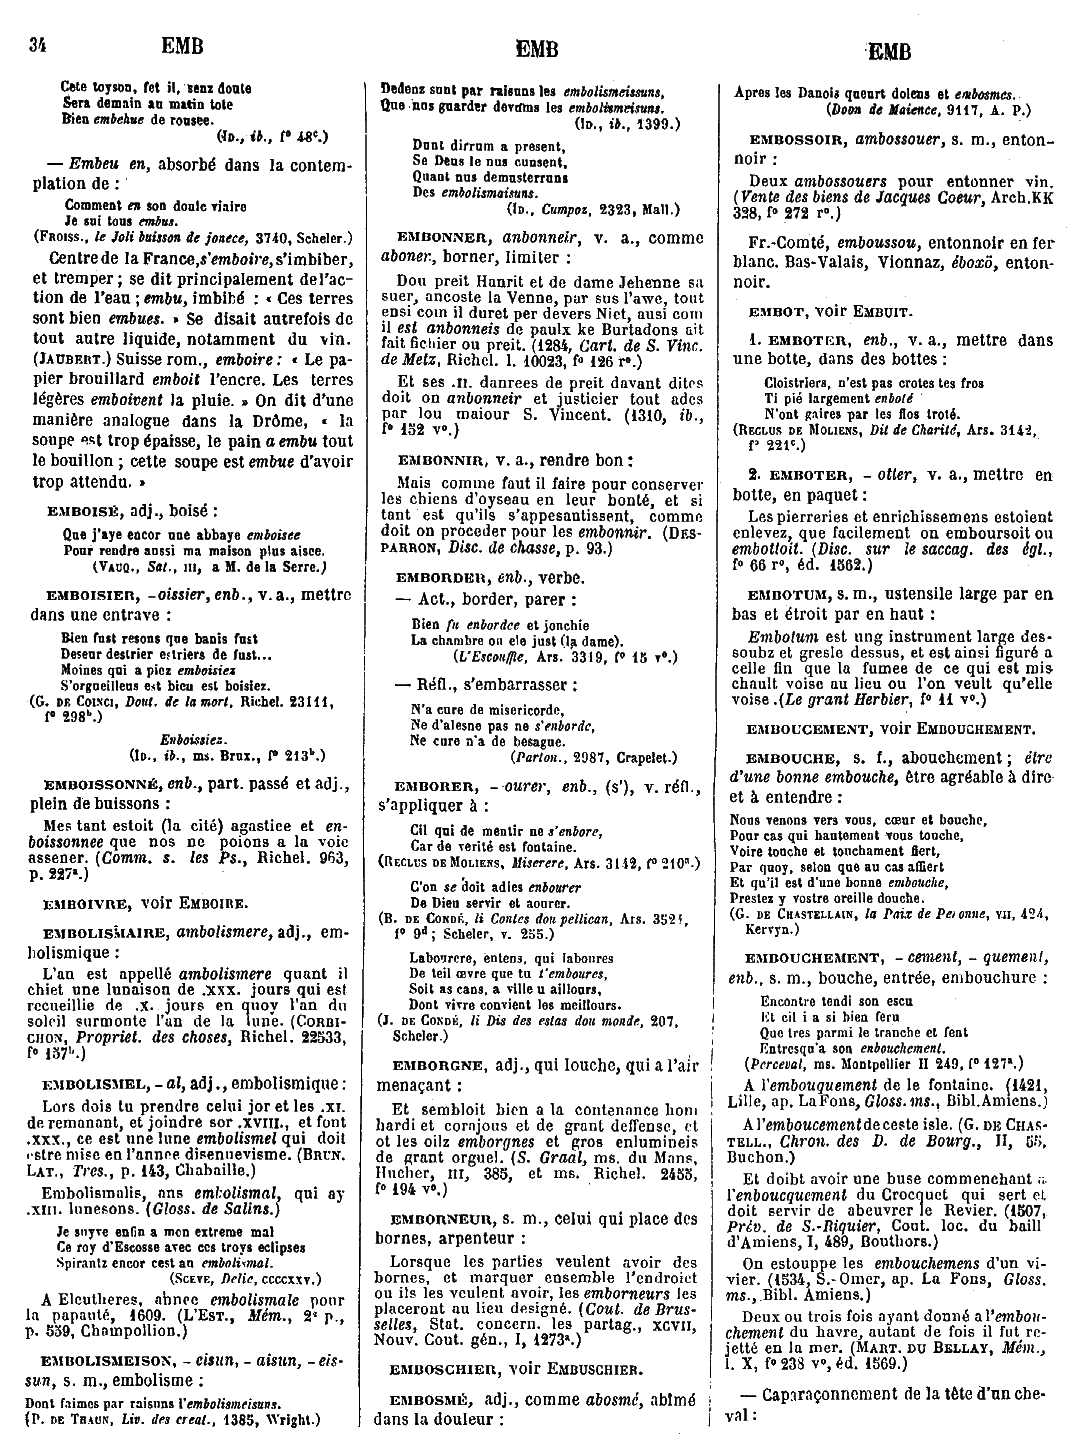 34 EMB EMB EMB
Cete toyson, fet il, senz doute
Sera demain au matin tote
Bien embehue de rousee.
(ID., ib., f° 48c.)
— Embeu en, absorbé dans la contem-
plation de :
Comment en son doulc viaire
Je sui tous embus.
(FROISS., le Joli buisson de jonece, 3740, Scheler.)
Centre de la France, s'emboire, s'imbiber,
et tremper ; se dit principalement de l'ac-
tion de l'eau ; embu, imbibé : « Ces terres
sont bien embues. » Se disait autrefois de
tout autre liquide, notamment du vin.
(JAUBERT.) Suisse rom., emboire : « Le pa-
pier brouillard emboit l'encre. Les terres
légères emboivent la pluie. » On dit d'une
manière analogue dans la Drôme, « la
soupe est trop épaisse, le pain a embu tout
le bouillon ; cette soupe est embue d'avoir
trop attendu. »
EMBOISÉ, adj., boisé :
Que j'aye encor une abbaye emboisee
Pour rendre aussi ma maison plus aisee.
(VAUQ., Sat., III, a M. de la Serre.)
EMBOISIER, -oissier, enb., v. a., mettre
dans une entrave :
Bien fust resons que banis fust
Deseur destrier estriers de fust...
Moines qui a piez emboisiez
S'orgueilleus est bieu est boisiez.
(G. DE COINCI, Dout. de la mort, Richel. 23111,
f° 298b.)
Enboissiez.
(ID., ib., ms. Brux., f° 213b.)
EMBOISSONNÉ, enb., part. passé et adj.,
plein de buissons :
Mes tant estoit (la cité) agastiee et en-
boissonnee que nos ne poions a la voie
assener. (Comm. s. les Ps., Richel. 963,
p. 227a.)
EMBOIVRE, voir EMBOIRE.
EMBOLISMAIRE, ambolismere, adj., em-
bolismique :
L'an est appellé ambolismere quant il
chiet une lunaison de .xxx. jours qui est
recueillie de .x. jours en quoy l'an du
soleil surmonte l'an de la lune. (CORBI-
CHON, Propriet. des choses, Richel. 22533,
f° 157b.)
EMBOLISMEL, -al, adj., embolismique :
Lors dois tu prendre celui jor et les .xi.
de remanant, et joindre sor .xviii., et font
.xxx., ce est une lune embolismel qui doit
estre mise en l'annee disenuevisme. (BRUN.
LAT., Tres., p. 143, Chabaille.)
Embolismalis, ans embolismal, qui ay
.xiii. lunesons. (Gloss. de Salins.)
Je suyve enfin a mon extreme mal
Ce roy d'Escosse avec ces troys eclipses
Spirantz encor cest an embolismal.
(SCEVE, Delie, CCCCXXV.)
A Eleutheres, abnee embolismale pour
la papauté, 1609. (L'EST., Mém., 2e p.,
p. 539, Champollion.)
EMBOLISMEISON, - eisun, - aisun, - eis-
sun, s. m., embolisme :
Dont faimes par raisuns l'embolismeisuns.
(P. DE THAUN, Liv. des creat., 1385, Wright.)
Dedenz sunt par raisuns les embolismeissuns,
Que nos guarder devums les embolismeisuns.
(ID., ib., 1399.)
Dunt dirrum a present,
Se Deus le nus cunsent,
Quant nus demusterruns
Des embolismaisuns.
(ID., Cumpoz, 2323, Mall.)
EMBONNER, anbonneir, v. a., comme
aboner, borner, limiter :
Dou preit Hanrit et de dame Jehenne sa
suer, ancoste la Venne, par sus l'awe, tout
ensi com il duret per devers Niet, ausi com
il est anbonneis de paulx ke Burtadons ait
fait fichier ou preit. (1284, Cart. de S. Vinc.
de Metz, Richel. l. 10023, f° 126 r°.)
Et ses .II. danrees de preit davant dites
doit on anbonneir et justicier tout ades
par lou maiour S. Vincent. (1310, ib.,
f° 152 v°.)
EMBONNIR, v. a., rendre bon :
Mais comme faut il faire pour conserver
les chiens d'oyseau en leur bonté, et si
tant est qu'ils s'appesantissent, comme
doit on proceder pour les embonnir. (DES-
PARRON, Disc. de chasse, p. 93.)
EMBORDER, enb., verbe.
— Act., border, parer :
Bien fu enbordee et jonchie
La chambre ou ele just (la dame).
(L'Escouffle, Ars. 3319, f° 15 v°.)
— Réfl., s'embarrasser :
N'a cure de misericorde,
Ne d'alesne pas ne s'enborde,
Ne cure n'a de besague.
(Parton., 2987, Crapelet.)
EMBORER, - ourer, enb., (s'), v. réfl.,
s'appliquer à :
Cil qui de mentir ne s'enbore,
Car de verité est fontaine.
(RECLUS DE MOLIENS, Miserere, Ars. 3142, f° 210a.)
C'on se doit adies enbourer
De Dieu servir et aourer.
(B. DE CONDÉ, li Contes dou pellican, Ars. 3524,
f° 9d ; Scheler, v. 255.)
Labourere, entens, qui laboures
De teil œvre que tu t'emboures,
Soit as cans, a ville u ailleurs,
Dont vivre convient les meillours.
(J. DE CONDÉ, li Dis des estas dou monde, 207,
Scheler.)
EMBORGNE, adj., qui louche, qui a l'air
menaçant :
Et sembloit bien a la contenance hom
hardi et cornjous et de grant deffense, et
ot les oilz emborgnes et gros enlumineis
de grant orguel. (S. Graal, ms. du Mans,
Hucher, III, 385, et ms. Richel. 2455,
f° 194 v°.)
EMBORNEUR, s. m., celui qui place des
bornes, arpenteur :
Lorsque les parties veulent avoir des
bornes, et marquer ensemble l'endroiet
ou ils les veulent avoir, les emborneurs les
placeront au lieu designé. (Cout. de Brus-
selles, Stat. concern. les partag., XCVII,
Nouv. Cout. gén., I, 1273a.)
EMBOSCHIER, voir EMBUSCHIER.
EMBOSMÉ, adj., comme abosmé, abîmé
dans la douleur :
Apres les Danois queurt dolens et embosmes.
(Doon de Maience, 9117, A. P.)
EMBOSSOIR, ambossouer, s. m., enton-
noir :
Deux ambossouers pour entonner vin.
(Vente des biens de Jacques Coeur, Arch. KK
328, f° 272 r°.)
Fr.-Comté, emboussou, entonnoir en fer
blanc. Bas-Valais, Vionnaz, éboxö, enton-
noir.
EMBOT, voir EMBUIT.
1. EMBOTER, enb., v. a., mettre dans
une botte, dans des bottes :
Cloistriers, n'est pas crotes tes fros
Ti pié largement enboté
N'ont gaires par les flos troté.
(RECLUS DE MOLIENS, Dit de Charité, Ars. 3142,
f° 221c.)
2. EMBOTER, - otter, v. a., mettre en
botte, en paquet :
Les pierreries et enrichissemens estoient
enlevez, que facilement on emboursoit ou
embottoit. (Disc. sur le saccag. des égl.,
f° 66 r°, éd. 1562.)
EMBOTUM, s. m., ustensile large par en
bas et étroit par en haut :
Embotum est ung instrument large des-
soubz et gresle dessus, et est ainsi figuré a
celle fin que la fumee de ce qui est mis
chault voise au lieu ou l'on veult qu'elle
voise. (Le grant Herbier, f° 11 v°.)
EMBOUCEMENT, voir EMBOUCHEMENT.
EMBOUCHE, s. f., abouchement ; être
d'une bonne embouche, être agréable à dire
et à entendre :
Nous venons vers vous, cœur et bouche,
Pour cas qui hautement vous touche,
Voire touche et touchament fiert,
Par quoy, selon que au cas affiert
Et qu'il est d'une bonne embouche,
Prestez y vostre oreille douche.
(G. DE CHASTELLAIN, la Paix de Peronne, VII, 424,
Kervyn.)
EMBOUCHEMENT, - cement, - quement,
enb., s. m., bouche, entrée, embouchure :
Encontre tendi son escu
Et cil i a si bien feru
Que tres parmi le tranche et fent
Entresqu'a son enbouchement.
(Perceval, ms. Montpellier H 249, f° 127a.)
A l'embouquement de le fontaine. (1421,
Lille, ap. La Fons, Gloss. ms., Bibl. Amiens.)
A l'emboucement de ceste isle. (G. DE CHAS-
TELL., Chron. des D. de Bourg., II, 55,
Buchon.)
Et doibt avoir une buse commenchant a
l'enboucquement du Crocquet qui sert et
doit servir de abeuvrer le Revier. (1507,
Prév. de S.-Riquier, Cout. loc. du baill
d'Amiens, I, 489, Bouthors.)
On estouppe les embouchemens d'un vi-
vier. (1534, S.-Omer, ap. La Fons, Gloss.
ms., Bibl. Amiens.)
Deux ou trois fois ayant donné a l'embou-
chement du havre, autant de fois il fut re-
jetté en la mer. (MART. DU BELLAY, Mém.,
l. X, f° 238 v°, éd. 1569.)
— Caparaçonnement de la tête d'un che-
val :